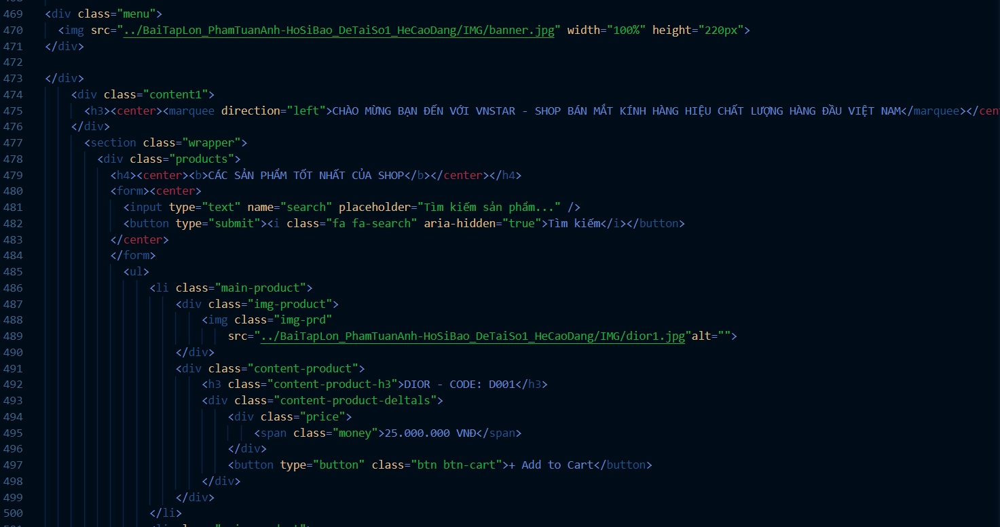 469 <div class="menu">
470 <img src="../BaiTapLon_PhamTuanAnh-HoSiBao_DeTaiSo1_HeCaoDang/IMG/banner.jpg" width="100%" height="220px">
471 </div>
472
473 </div>
474 <div class="content1">
475 <h3><center><marquee direction="left">CHÀO MỪNG BẠN ĐẾN VỚI VNSTAR - SHOP BÁN MẮT KÍNH HÀNG HIỆU CHẤT LƯỢNG HÀNG ĐẦU VIỆT NAM</marquee></cen
476 </div>
477 <section class="wrapper">
478 <div class="products">
479 <h4><center><b>CÁC SẢN PHẨM TỐT NHẤT CỦA SHOP</b></center></h4>
480 <form><center>
481 <input type="text" name="search" placeholder="Tìm kiếm sản phẩm..." />
482 <button type="submit"><i class="fa fa-search" aria-hidden="true">Tìm kiếm</i></button>
483 </center>
484 </form>
485 <ul>
486 <li class="main-product">
487 <div class="img-product">
488 <img class="img-prd"
489 src="../BaiTapLon_PhamTuanAnh-HoSiBao_DeTaiSo1_HeCaoDang/IMG/dior1.jpg"alt="">
490 </div>
491 <div class="content-product">
492 <h3 class="content-product-h3">DIOR - CODE: D001</h3>
493 <div class="content-product-deltals">
494 <div class="price">
495 <span class="money">25.000.000 VNĐ</span>
496 </div>
497 <button type="button" class="btn btn-cart">+ Add to Cart</button>
498 </div>
499 </div>
500 </li>